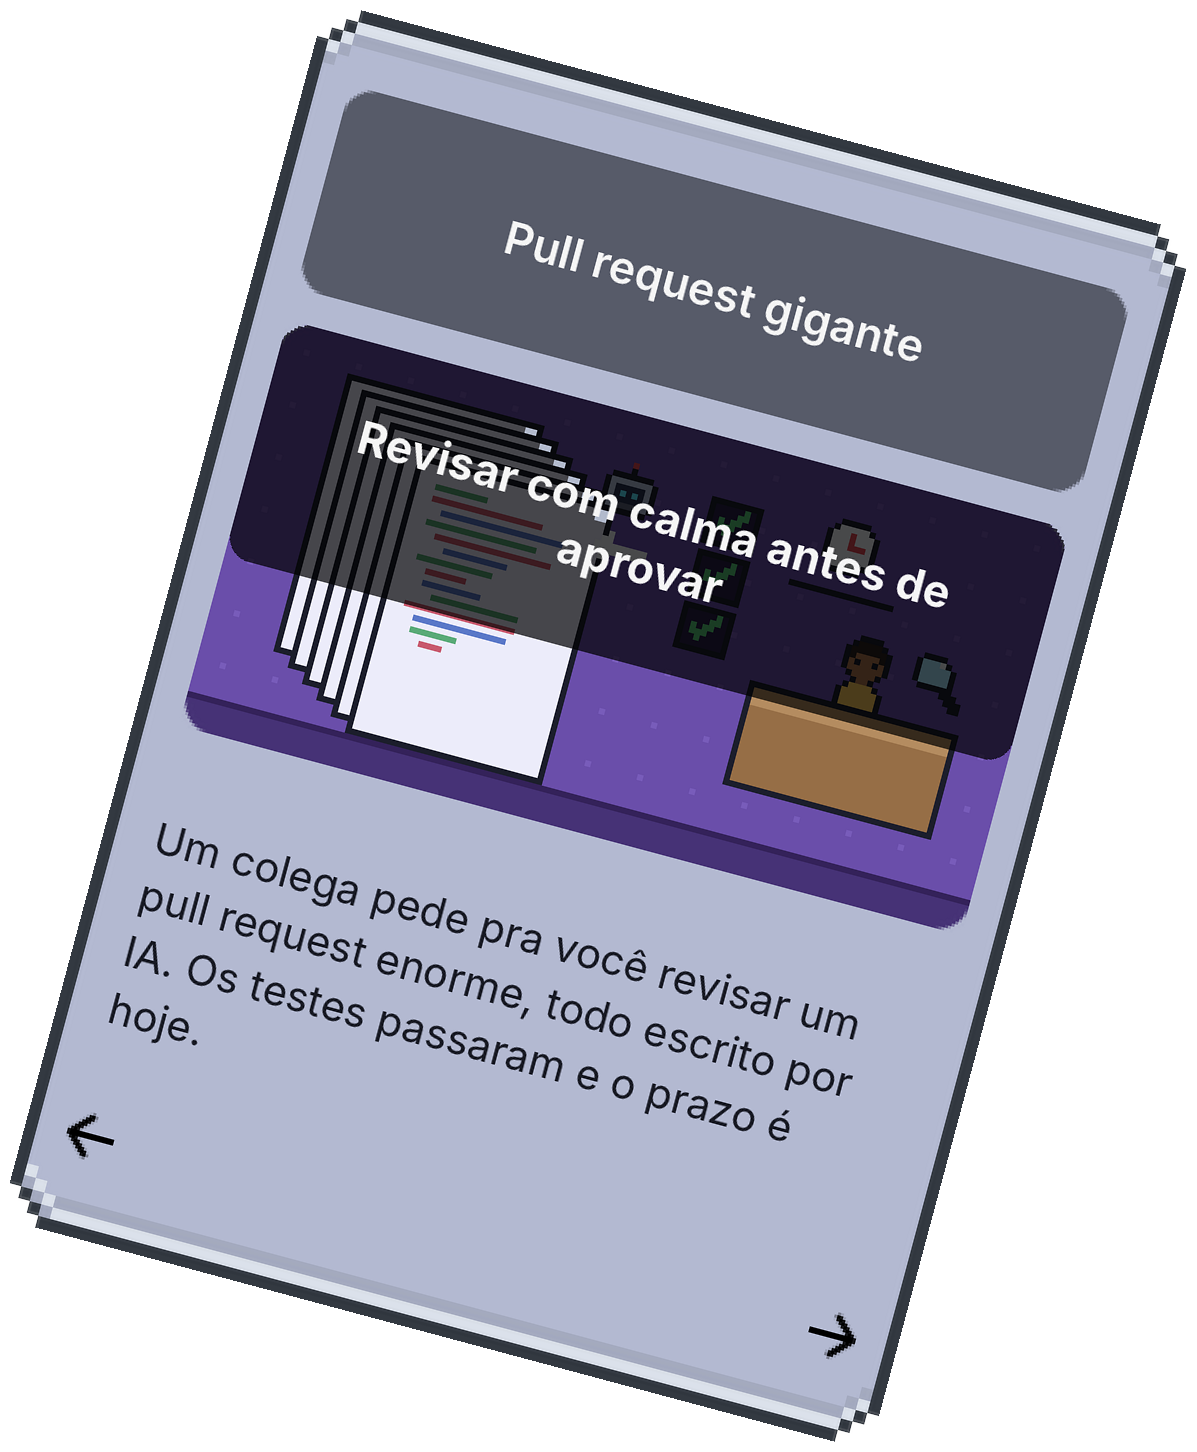 Pull request gigante
Revisar com calma antes de
aprovar
Um colega pede pra você revisar um
pull request enorme, todo escrito por
IA. Os testes passaram e o prazo é
hoje.